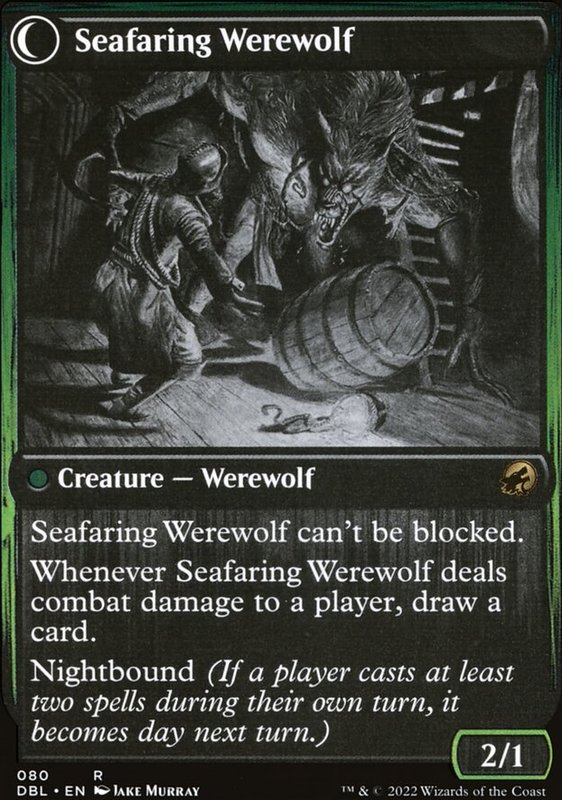 Seafaring Werewolf
Creature — Werewolf
Seafaring Werewolf can't be blocked.
Whenever Seafaring Werewolf deals
combat damage to a player, draw a
card.
Nightbound (If a player casts at least
two spells during their own turn, it
becomes day next turn.)
2/1
080 R
DBL • EN Jake Murray
™ & © 2022 Wizards of the Coast